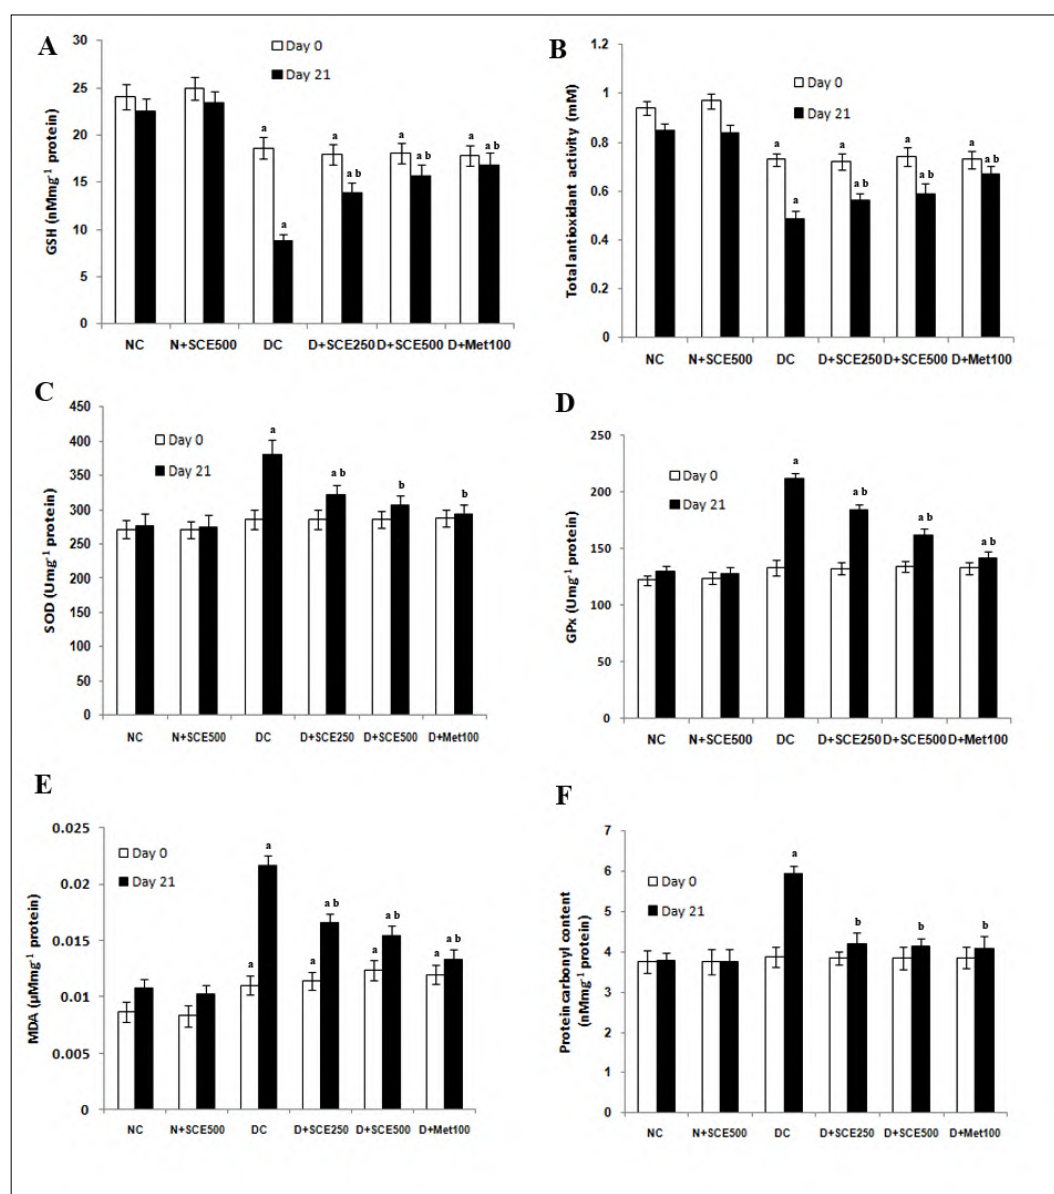 A
GSH (nMmg-1 protein)
30
25
20
15
10
5
0
Day 0
Day 21
a a a a
a b a b a b
a
NC N+SCE500 DC D+SCE250 D+SCE500 D+Met100
B
Total antioxidant activity (mM)
1.2
1
0.8
0.6
0.4
0.2
0
Day 0
Day 21
a a a a
a b a b a b
a
NC N+SCE500 DC D+SCE250 D+SCE500 D+Met100
C
SOD (Umg-1 protein)
450
400
350
300
250
200
150
100
50
0
Day 0
Day 21
a a b b b
NC N+SCE500 DC D+SCE250 D+SCE500 D+Met100
D
GPx (Umg-1 protein)
250
200
150
100
50
0
Day 0
Day 21
a a b a b a b
NC N+SCE500 DC D+SCE250 D+SCE500 D+Met100
E
MDA (µMmg-1 protein)
0.025
0.02
0.015
0.01
0.005
0
Day 0
Day 21
a a b a b a b
a a a a
NC N+SCE500 DC D+SCE250 D+SCE500 D+Met100
F
Protein carbonyl content
(nMmg-1 protein)
7
6
5
4
3
2
1
0
Day 0
Day 21
a b b b
NC N+SCE500 DC D+SCE250 D+SCE500 D+Met100